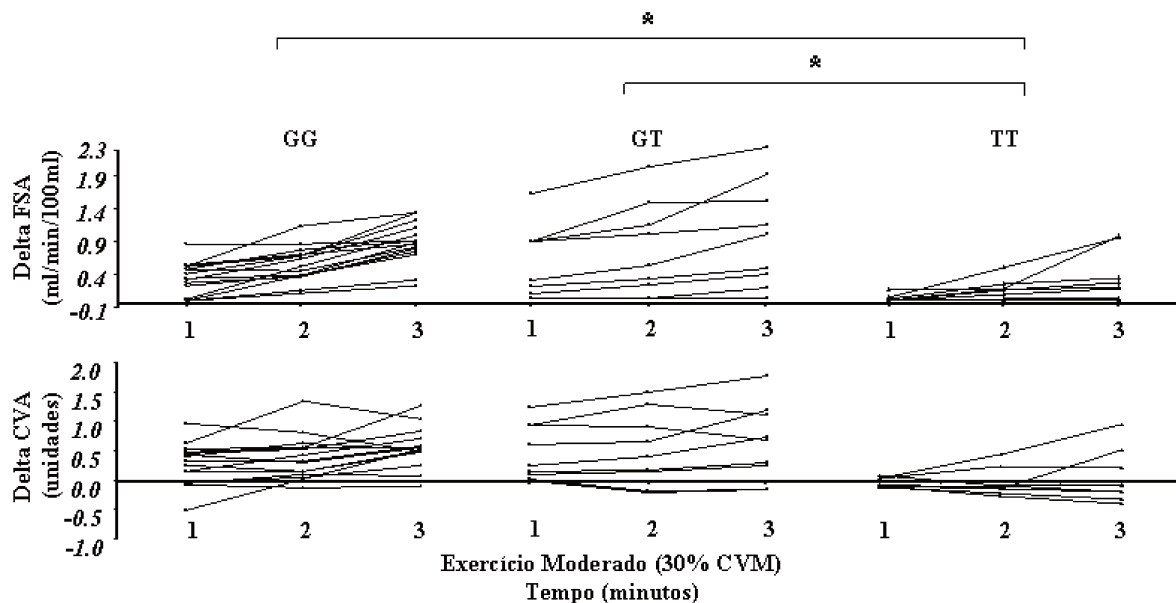 *
*
GG GT TT
Delta FSA
(ml/min/100ml)
2.3
1.9
1.4
0.9
0.4
-0.1
1 2 3 1 2 3 1 2 3
Delta CVA
(unidades)
2.0
1.5
1.0
0.5
0.0
-0.5
-1.0
1 2 3 1 2 3 1 2 3
Exercício Moderado (30% CVM)
Tempo (minutos)